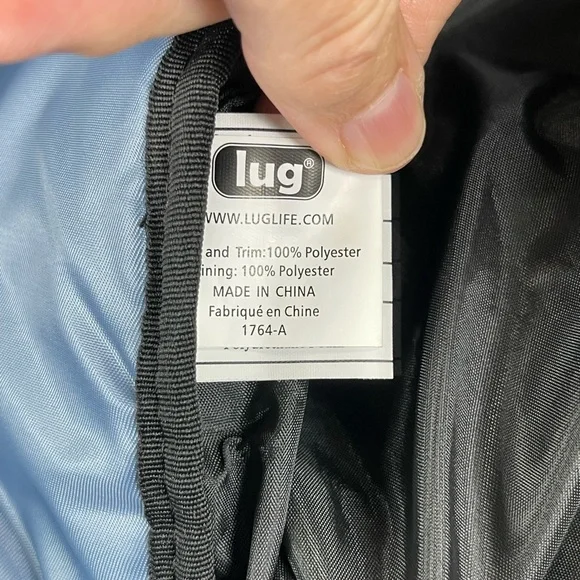 lug®
WWW.LUGLIFE.COM
and Trim:100% Polyester
ining: 100% Polyester
MADE IN CHINA
Fabriqué en Chine
1764-A